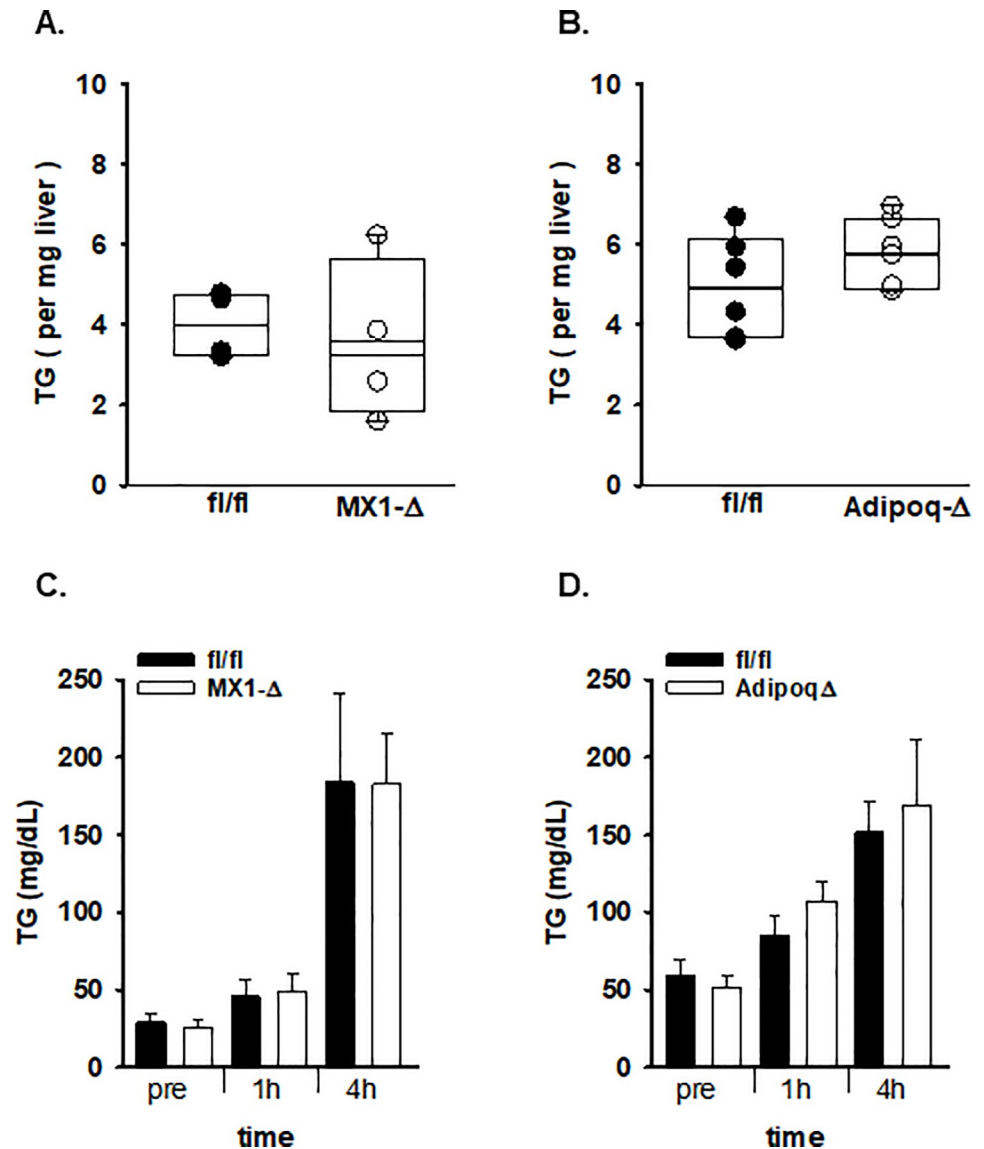 A.
B.
10
8
6
4
2
0
TG ( per mg liver )
fl/fl
MX1-Δ
10
8
6
4
2
0
TG ( per mg liver )
fl/fl
Adipoq-Δ
C.
D.
fl/fl
MX1-Δ
250
200
150
100
50
0
TG (mg/dL)
pre
1h
4h
time
fl/fl
AdipoqΔ
250
200
150
100
50
0
TG (mg/dL)
pre
1h
4h
time